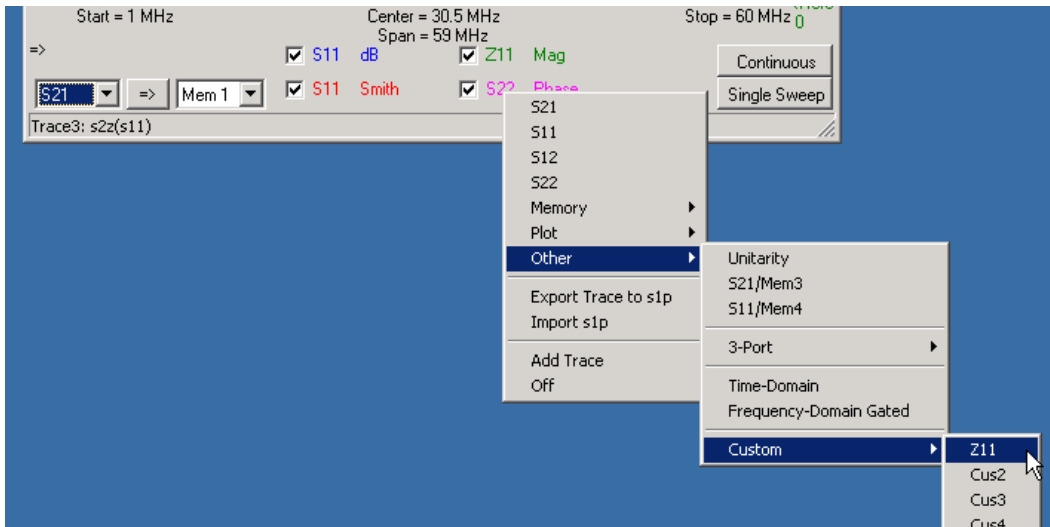 Start = 1 MHz Center = 30.5 MHz Stop = 60 MHz 0
Span = 59 MHz
=> S11 dB Z11 Mag Continuous
S21 => Mem 1 S11 Smith S22 Phase Single Sweep
Trace3: s2z(s11)
S21
S11
S12
S22
Memory
Plot
Other
Export Trace to s1p
Import s1p
Add Trace
Off
Unitarity
S21/Mem3
S11/Mem4
3-Port
Time-Domain
Frequency-Domain Gated
Custom
Z11
Cus2
Cus3
Cus4